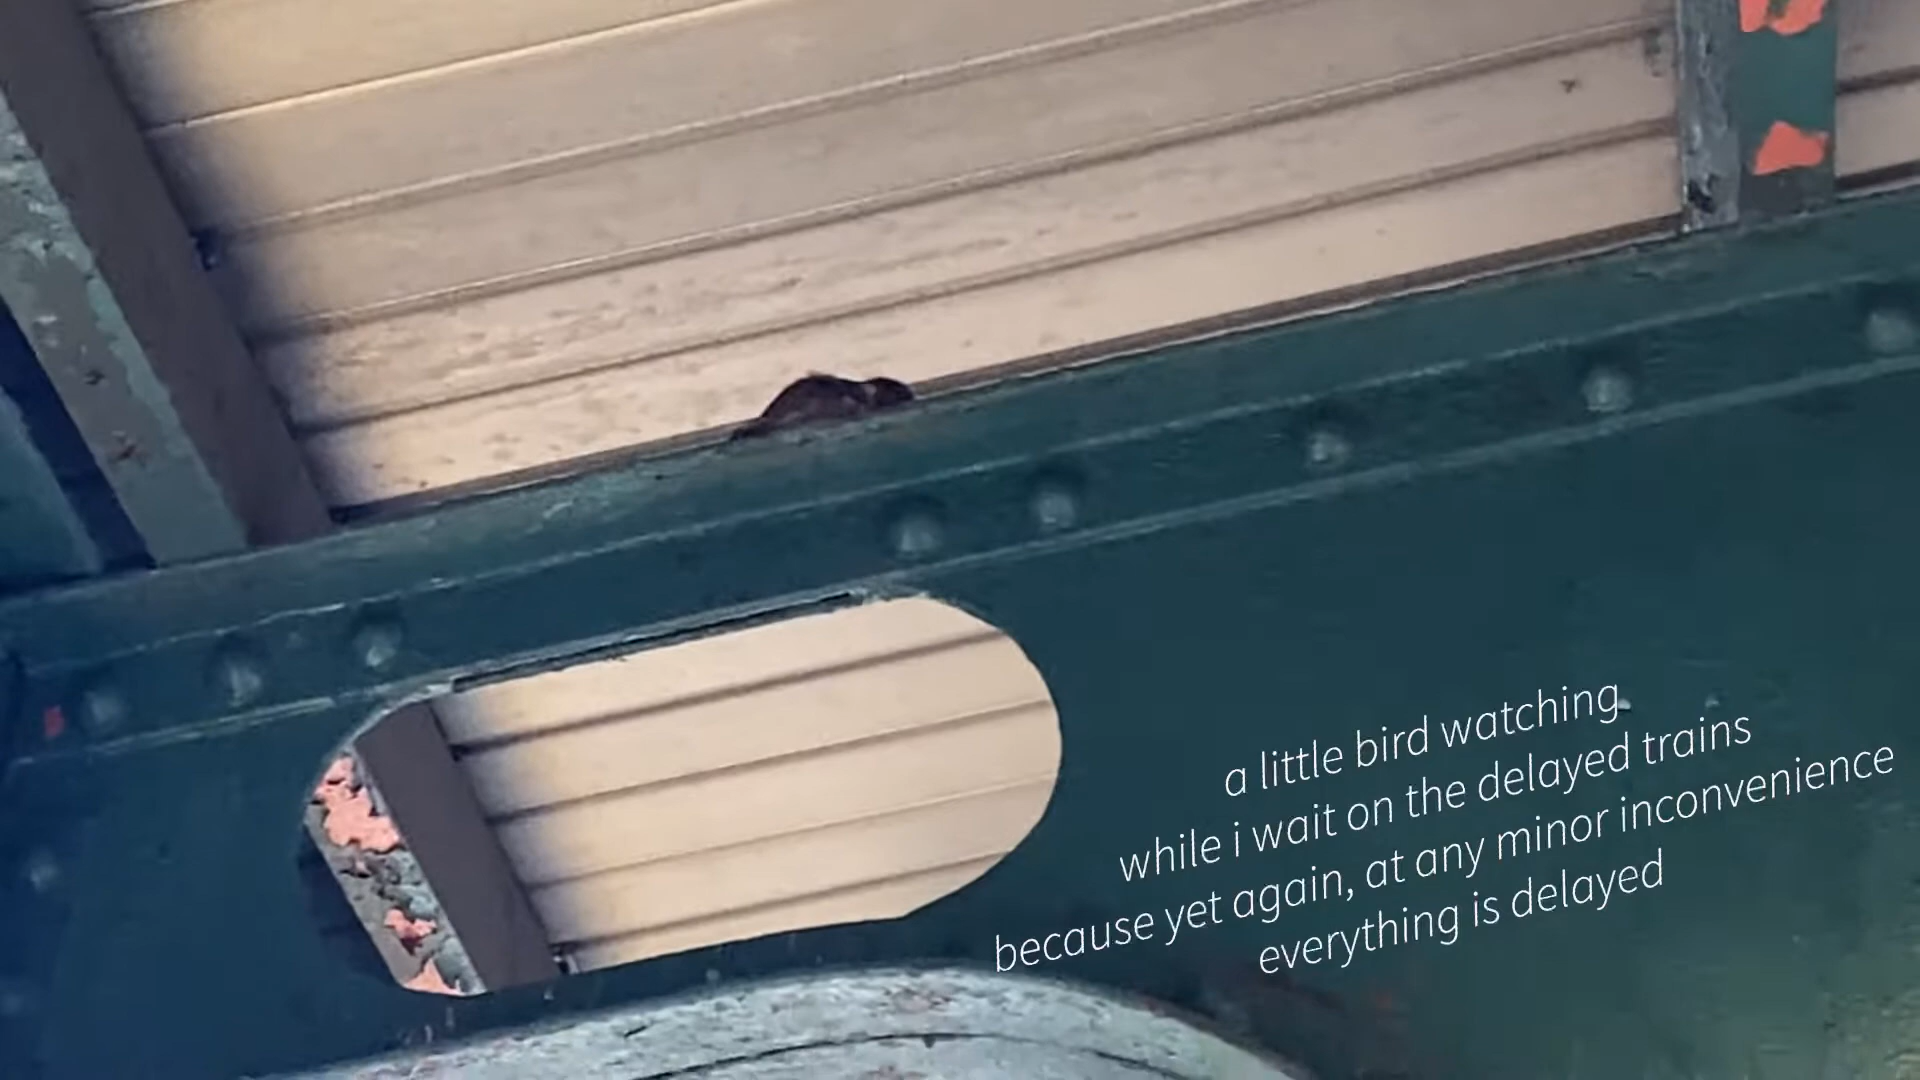 a little bird watching
while i wait on the delayed trains
because yet again, at any minor inconvenience
everything is delayed